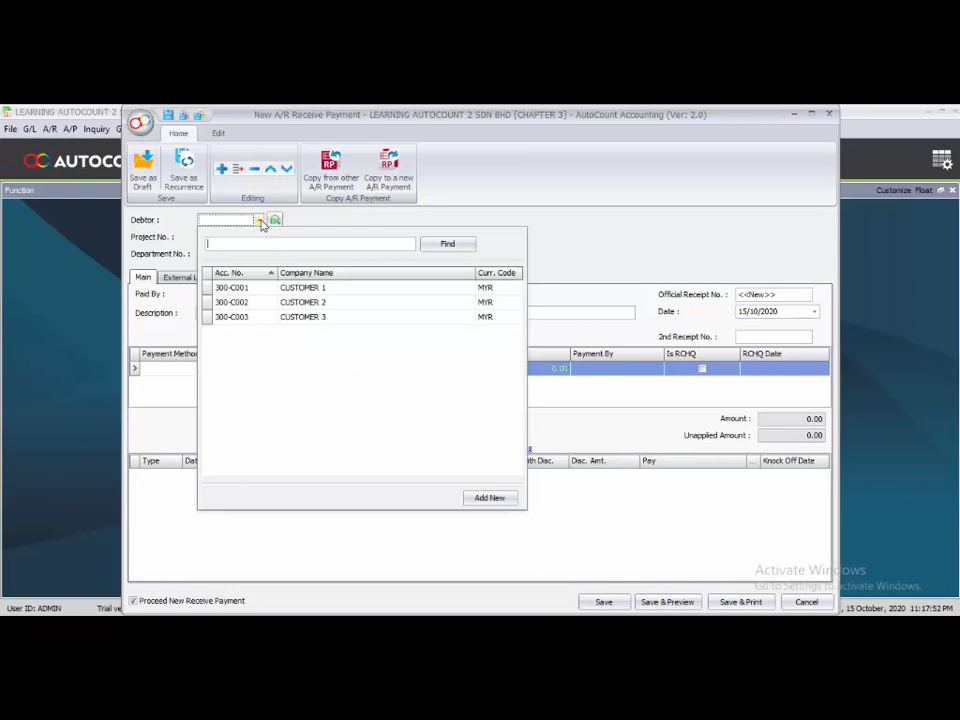 LEARNING AUTOCOUNT 2
New A/R Receive Payment - LEARNING AUTOCOUNT 2 SDN BHD [CHAPTER 3] - AutoCount Accounting (Ver: 2.0)
File G/L A/R A/P Inquiry G
Home Edit
AUTOCO
Save as Draft
Save as Recurrence
Copy from other A/R Payment
Copy to a new A/R Payment
Save Editing Copy A/R Payment
Function
Customize Float
Debtor :
Project No. :
Department No. :
Find
Acc. No. Company Name Curr. Code
300-C001 CUSTOMER 1 MYR
300-C002 CUSTOMER 2 MYR
300-C003 CUSTOMER 3 MYR
Add New
Main External L
Paid By :
Description :
Official Receipt No. : <<New>>
Date : 15/10/2020
2nd Receipt No. :
Payment Metho Payment By Is RCHQ RCHQ Date
0.00
Amount : 0.00
Unapplied Amount : 0.00
Type Dat ith Disc. Disc. Amt. Pay ... Knock Off Date
Activate Windows
Go to Settings to activate Windows.
Proceed New Receive Payment
Save Save & Preview Save & Print Cancel
User ID: ADMIN Trial ve , 15 October, 2020 11:17:52 PM